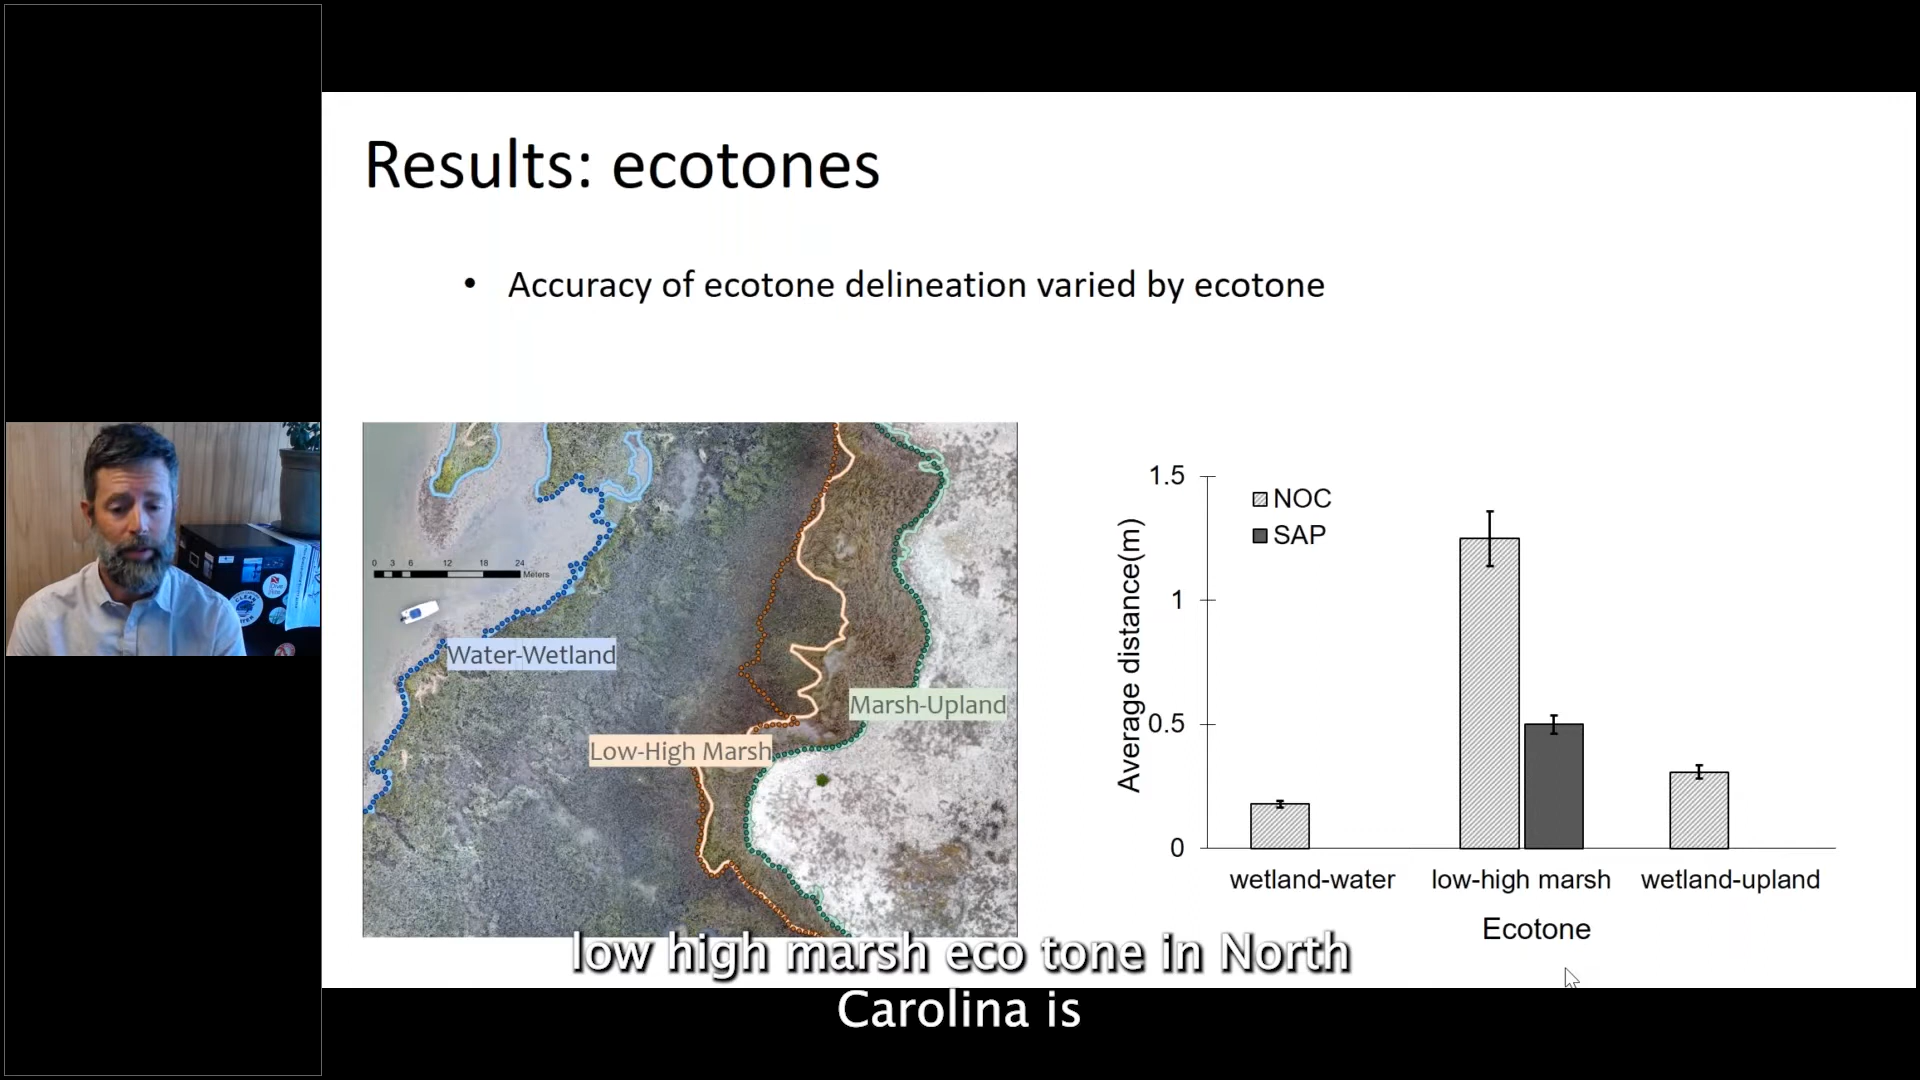 Results: ecotones
• Accuracy of ecotone delineation varied by ecotone
0 3 6 12 18 24
Meters
Water-Wetland
Marsh-Upland
Low-High Marsh
1.5
1
0.5
0
NOC
SAP
Average distance(m)
wetland-water low-high marsh wetland-upland
Ecotone
low high marsh eco tone in North
Carolina is